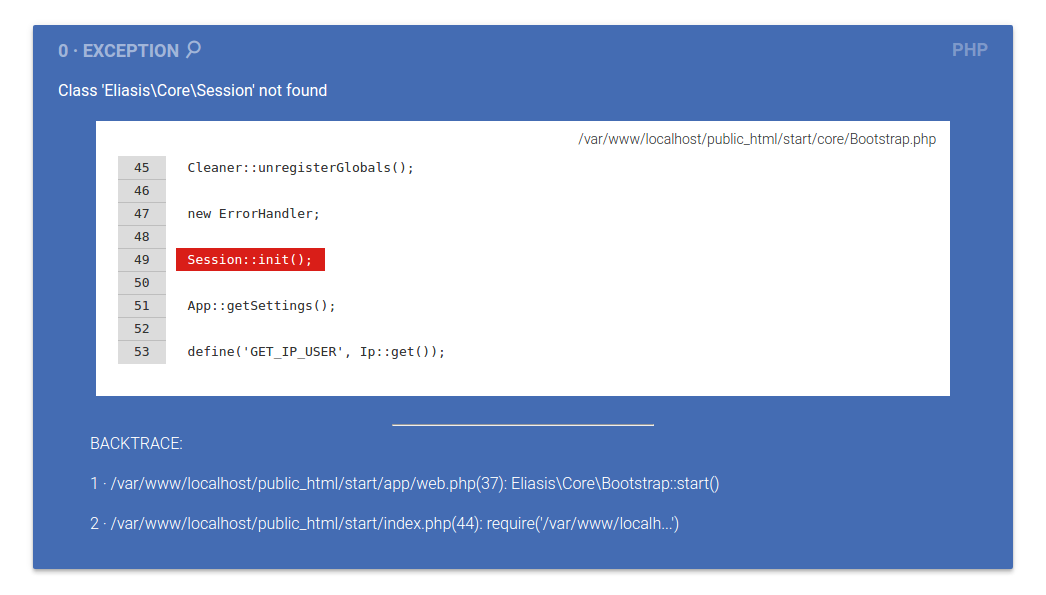 0 · EXCEPTION
PHP
Class 'Eliasis\Core\Session' not found
/var/www/localhost/public_html/start/core/Bootstrap.php
45 Cleaner::unregisterGlobals();
46
47 new ErrorHandler;
48
49 Session::init();
50
51 App::getSettings();
52
53 define('GET_IP_USER', Ip::get());
BACKTRACE:
1 · /var/www/localhost/public_html/start/app/web.php(37): Eliasis\Core\Bootstrap::start()
2 · /var/www/localhost/public_html/start/index.php(44): require('/var/www/localh...')